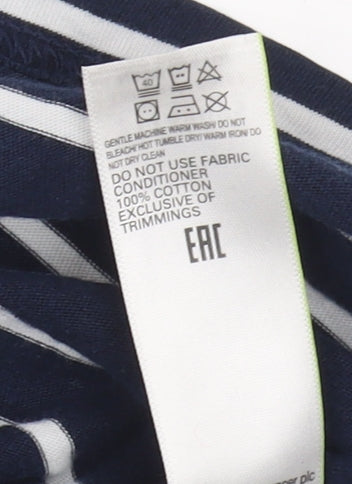 40
GENTLE MACHINE WARM WASH/ DO NOT
BLEACH/ HOT TUMBLE DRY/ WARM IRON/ DO
NOT DRY CLEAN
DO NOT USE FABRIC
CONDITIONER
100% COTTON
EXCLUSIVE OF
TRIMMINGS
EAC
plc